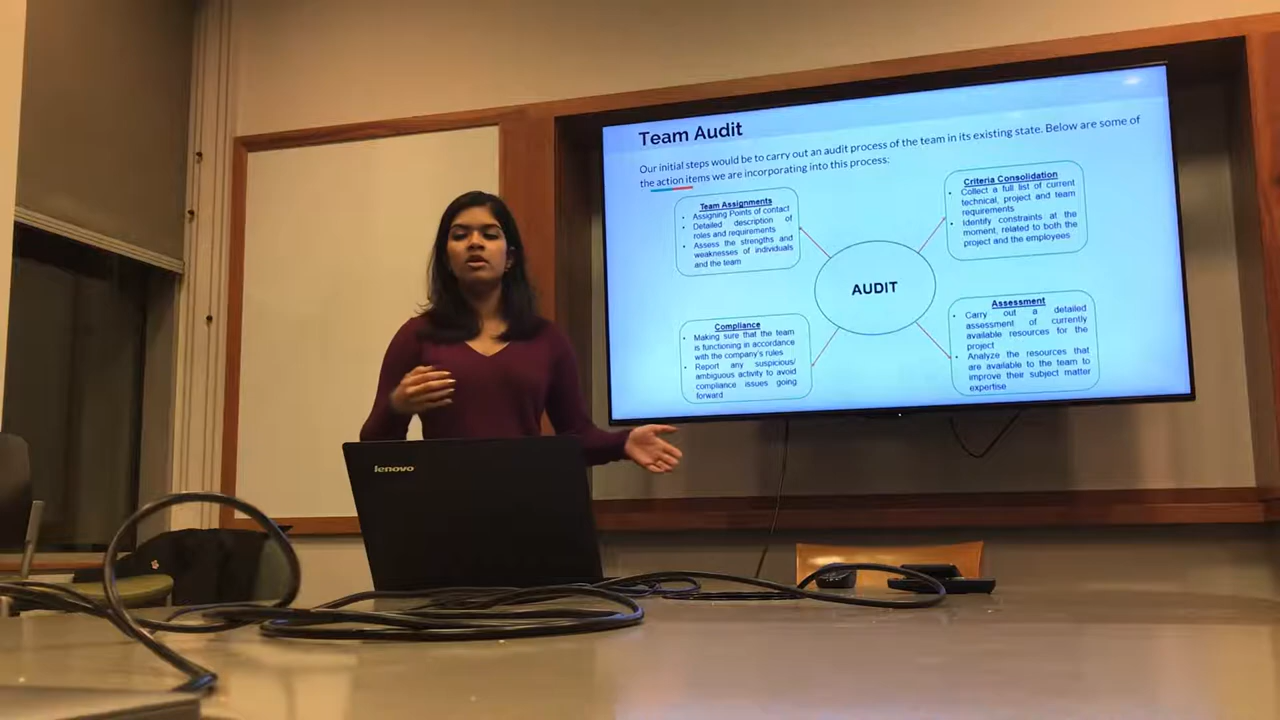 Team Audit
Our initial steps would be to carry out an audit process of the team in its existing state. Below are some of
the action items we are incorporating into this process:
Team Assignments
• Assigning Points of contact
• Detailed description of
roles and requirements
• Assess the strengths and
weaknesses of individuals
and the team
Criteria Consolidation
• Collect a full list of current
technical, project and team
requirements
• Identify constraints at the
moment, related to both the
project and the employees
AUDIT
Compliance
• Making sure that the team
is functioning in accordance
with the company's rules
• Report any suspicious/
ambiguous activity to avoid
compliance issues going
forward
Assessment
• Carry out a detailed
assessment of currently
available resources for the
project
• Analyze the resources that
are available to the team to
improve their subject matter
expertise
lenovo